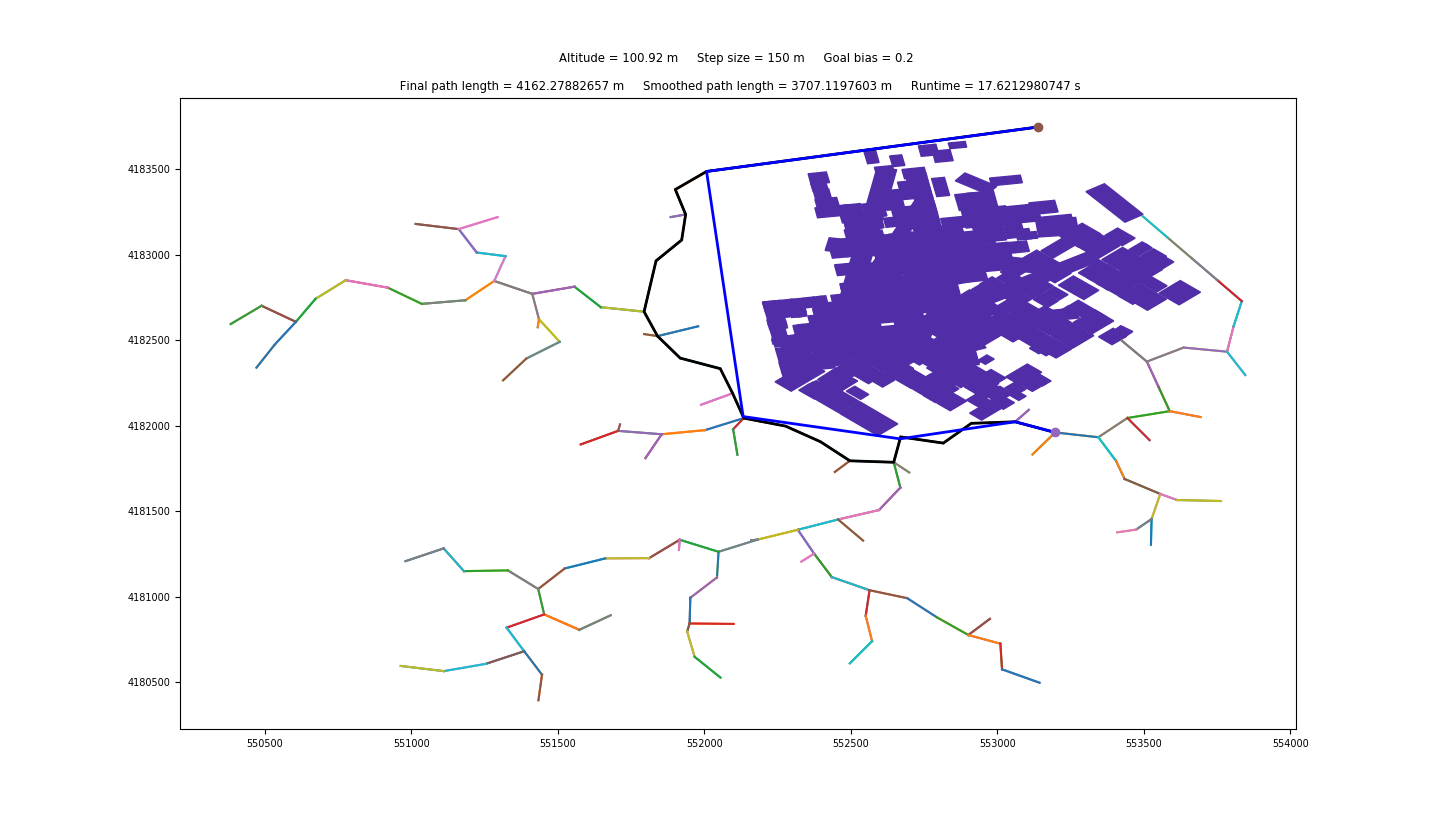 Altitude = 100.92 m Step size = 150 m Goal bias = 0.2
Final path length = 4162.27882657 m Smoothed path length = 3707.1197603 m Runtime = 17.6212980747 s
4183500
4183000
4182500
4182000
4181500
4181000
4180500
550500 551000 551500 552000 552500 553000 553500 554000